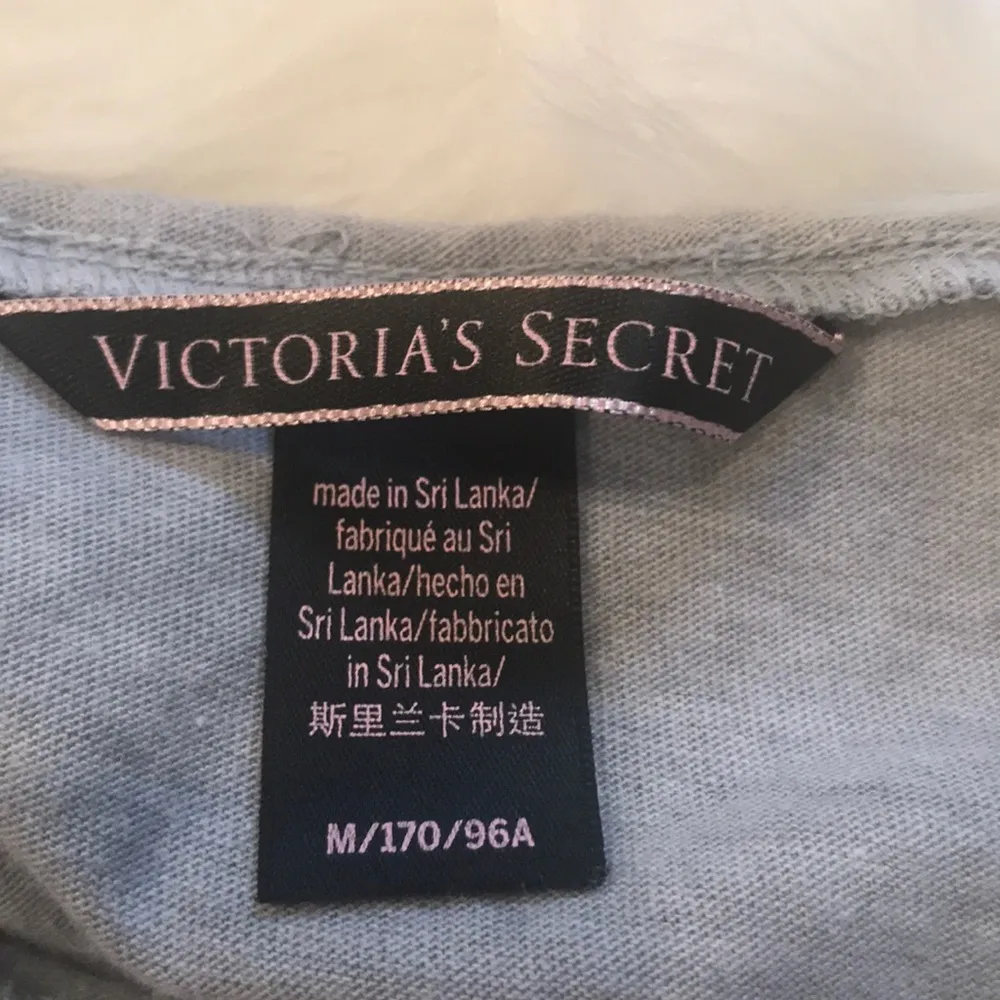 VICTORIA'S SECRET
made in Sri Lanka/
fabriqué au Sri
Lanka/hecho en
Sri Lanka/fabbricato
in Sri Lanka/
斯里兰卡制造
M/170/96A